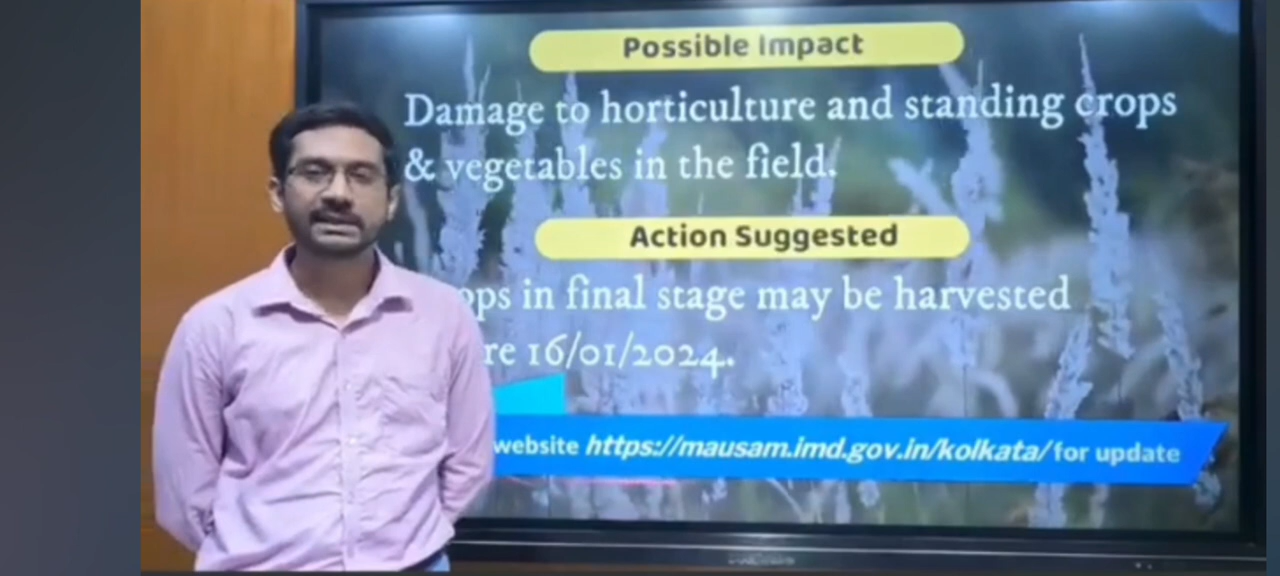 Possible Impact
Damage to horticulture and standing crops
& vegetables in the field.
Action Suggested
ops in final stage may be harvested
re 16/01/2024.
website https://mausam.imd.gov.in/kolkata/ for update